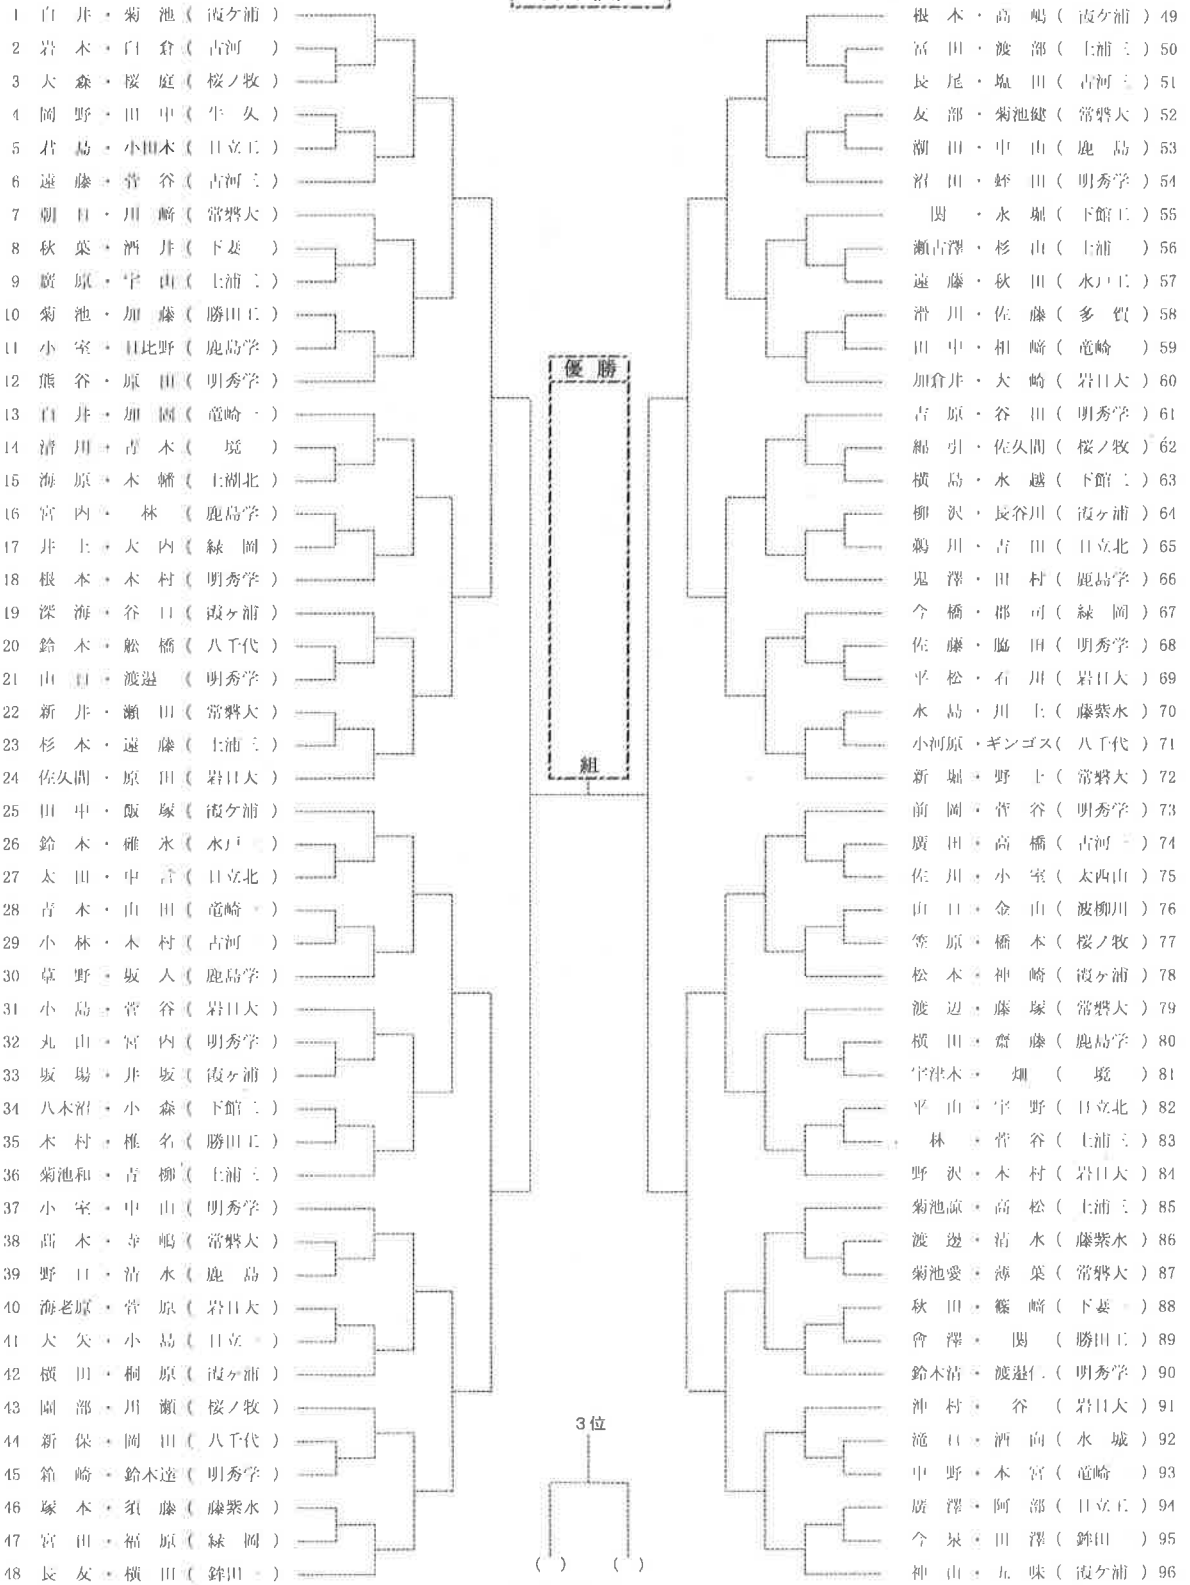 1 白井・菊池(霞ケ浦)
2 岩木・白倉(古河
3 大森・桜庭(桜ノ牧)
4 岡野・田中(牛久)
5 君島・小田木(日立工)
6 遠藤・菅谷(古河三)
7 朝日・川﨑(常磐大)
8 秋葉・酒井(下妻
9 廣原・宇山(土浦二)
10 菊池・加藤(勝田工)
11 小室・日比野(鹿島学)
12 熊谷・原田(明秀学)
13 白井・加固(竜崎一)
14 清川・青木(境)
15 海原・木幡(土湖北)
16 宮内・林(鹿島学)
17 井上・大内(緑岡)
18 根本・木村(明秀学)
19 深海・谷口(霞ヶ浦)
20 鈴木・舩橋(八千代)
21 山口・渡邉(明秀学)
22 新井・瀬田(常磐大)
23 杉本・遠藤(土浦三)
24 佐久間・原田(岩日大)
25 田中・飯塚(霞ケ浦)
26 鈴木・碓氷(水戸
27 太田・中吉(日立北)
28 青木・山田(竜崎一)
29 小林・木村(古河
30 草野・坂入(鹿島学)
31 小島・菅谷(岩日大)
32 丸山・宮内(明秀学)
33 坂場・井坂(霞ヶ浦)
34 八木沼・小森(下館二)
35 木村・椎名(勝田工)
36 菊池和・青柳(土浦三)
37 小室・中山(明秀学)
38 髙木・寺嶋(常磐大)
39 野口・清水(鹿島)
40 海老原・菅原(岩日大)
41 大矢・小島(日立一)
42 横田・桐原(霞ヶ浦)
43 園部・川瀬(桜ノ牧)
44 新保・岡田(八千代)
45 箱崎・鈴木逵(明秀学)
46 塚本・須藤(藤紫水)
47 宮田・福原(緑岡)
48 長友・横田(鉾田一)
優勝
組
3位
( ) ( )
根本・高嶋(霞ケ浦)49
冨田・渡部(土浦三)50
長尾・塩田(古河三)51
友部・菊池健(常磐大)52
潮田・中山(鹿島)53
沼田・蛭田(明秀学)54
関・水堀(下館工)55
瀬古澤・杉山(土浦 )56
遠藤・秋田(水戸工)57
滑川・佐藤(多賀)58
田中・相﨑(竜崎 )59
加倉井・大崎(岩日大)60
吉原・谷田(明秀学)61
綿引・佐久間(桜ノ牧)62
横島・水越(下館二)63
柳沢・長谷川(霞ヶ浦)64
鵜川・吉田(日立北)65
鬼澤・田村(鹿島学)66
今橋・郡司(緑岡)67
佐藤・脇田(明秀学)68
平松・石川(岩日大)69
水島・川上(藤紫水)70
小河原・ギンゴス(八千代)71
新堀・野上(常磐大)72
前岡・菅谷(明秀学)73
廣田・高橋(古河一)74
佐川・小室(太西山)75
山口・金山(波柳川)76
笠原・橋本(桜ノ牧)77
松本・神崎(霞ヶ浦)78
渡辺・藤塚(常磐大)79
横田・齋藤(鹿島学)80
宇津木・畑(境)81
平山・宇野(日立北)82
林・菅谷(土浦三)83
野沢・木村(岩日大)84
菊池諒・高松(土浦三)85
渡邊・清水(藤紫水)86
菊池愛・薄葉(常磐大)87
秋田・篠﨑(下妻一)88
會澤・関(勝田工)89
鈴木清・渡邉仁(明秀学)90
沖村・谷(岩日大)91
滝口・酒向(水城)92
中野・木宮(竜崎 )93
廣澤・阿部(日立工)94
今泉・田澤(鉾田 )95
神山・五味(霞ケ浦)96